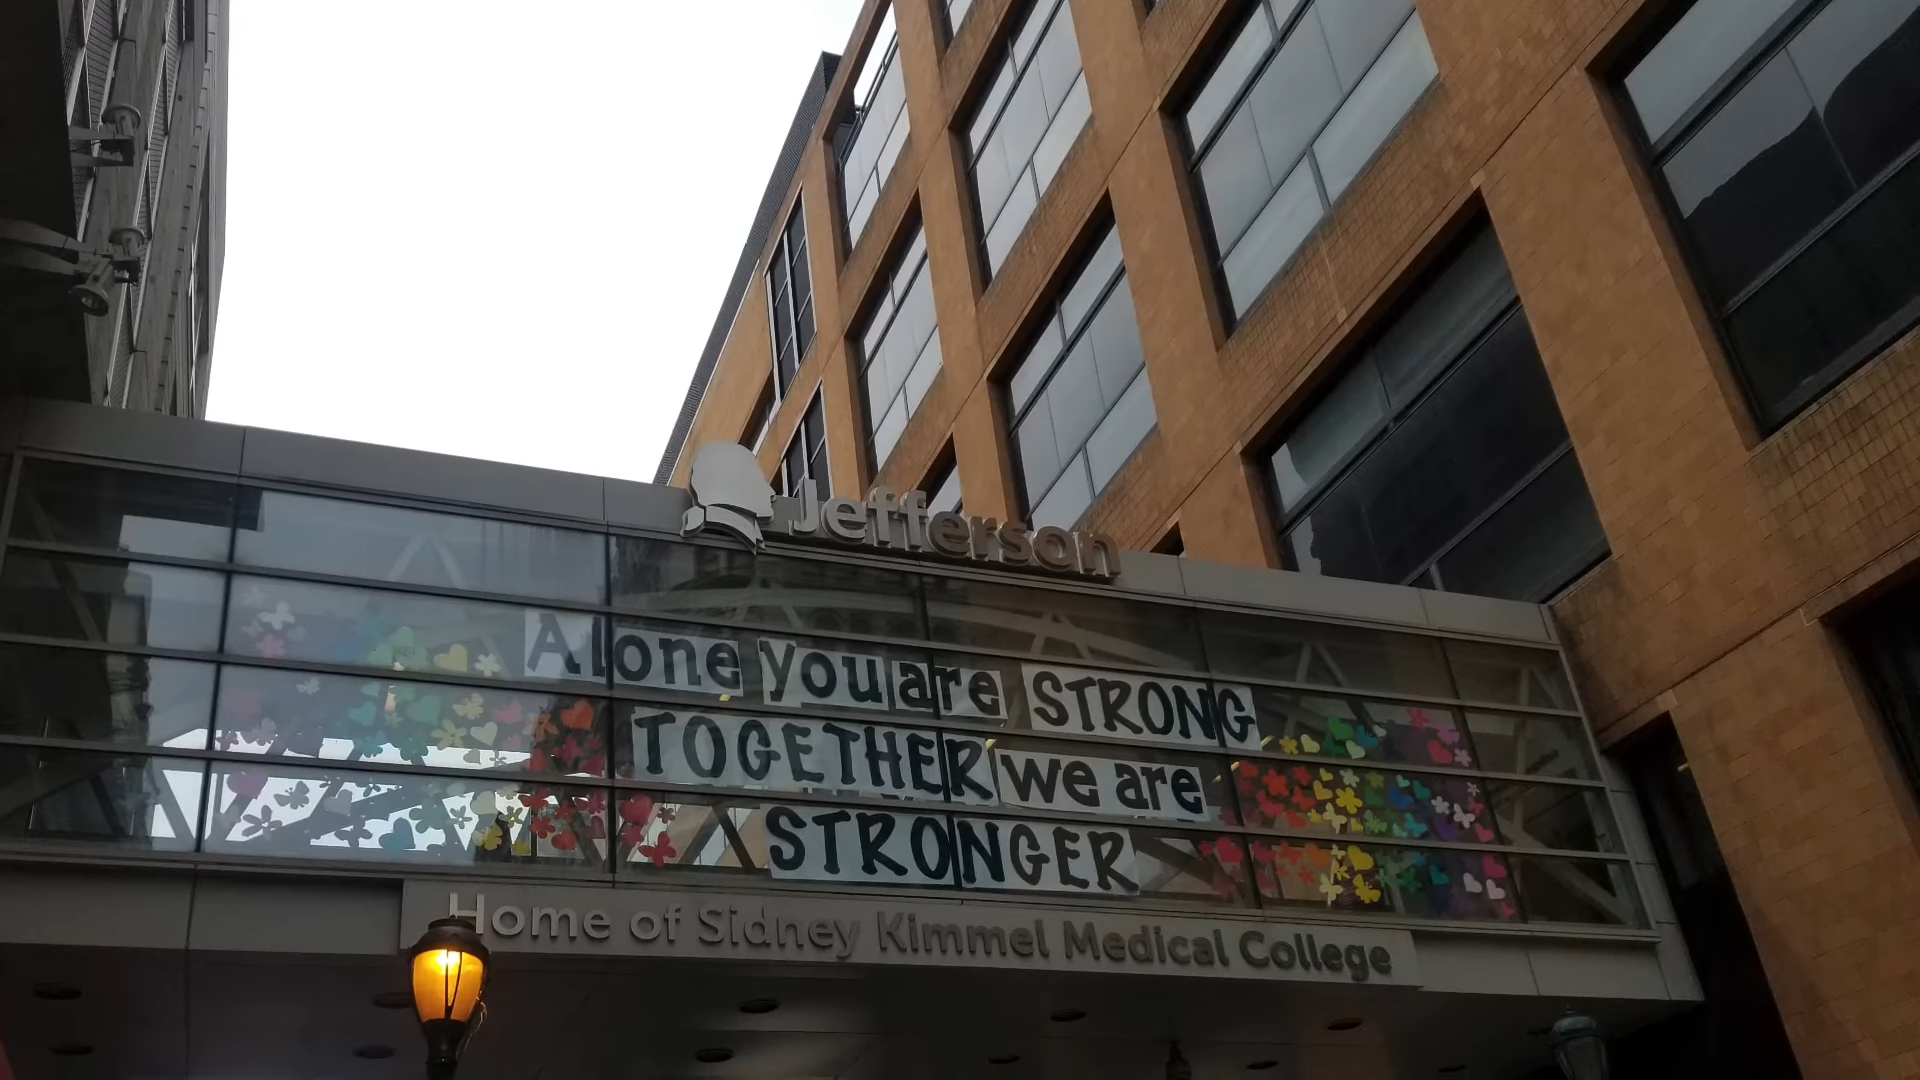 Jefferson
Alone you are STRONG
TOGETHER we are
STRONGER
Home of Sidney Kimmel Medical College